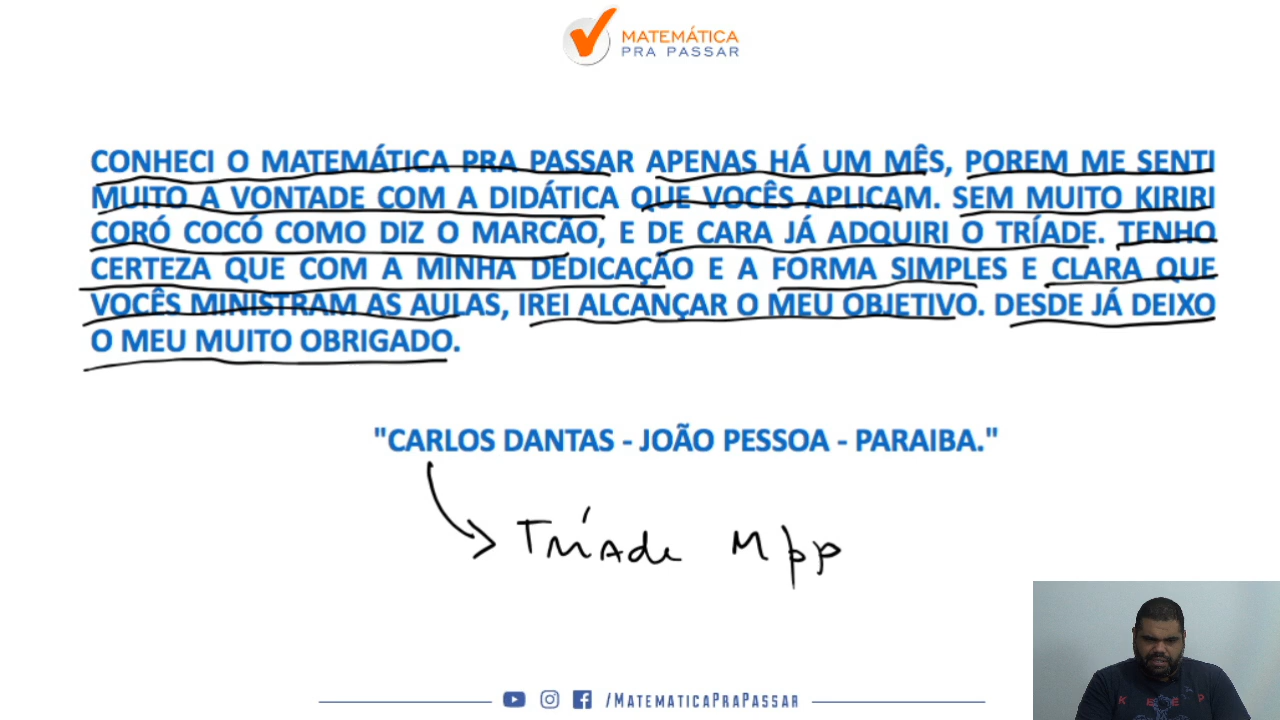 MATEMÁTICA
PRA PASSAR
CONHECI O MATEMÁTICA PRA PASSAR APENAS HÁ UM MÊS, POREM ME SENTI
MUITO A VONTADE COM A DIDÁTICA QUE VOCÊS APLICAM. SEM MUITO KIRIRI
CORÓ COCÓ COMO DIZ O MARCÃO, E DE CARA JÁ ADQUIRI O TRÍADE. TENHO
CERTEZA QUE COM A MINHA DEDICAÇÃO E A FORMA SIMPLES E CLARA QUE
VOCÊS MINISTRAM AS AULAS, IREI ALCANÇAR O MEU OBJETIVO. DESDE JÁ DEIXO
O MEU MUITO OBRIGADO.
"CARLOS DANTAS - JOÃO PESSOA - PARAIBA."
Tríade Mpp
/MATEMATICAPRAPASSAR